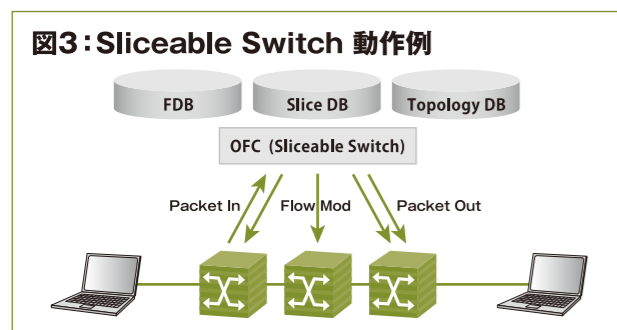 図3:Sliceable Switch 動作例
FDB
Slice DB
Topology DB
OFC (Sliceable Switch)
Packet In
Flow Mod
Packet Out